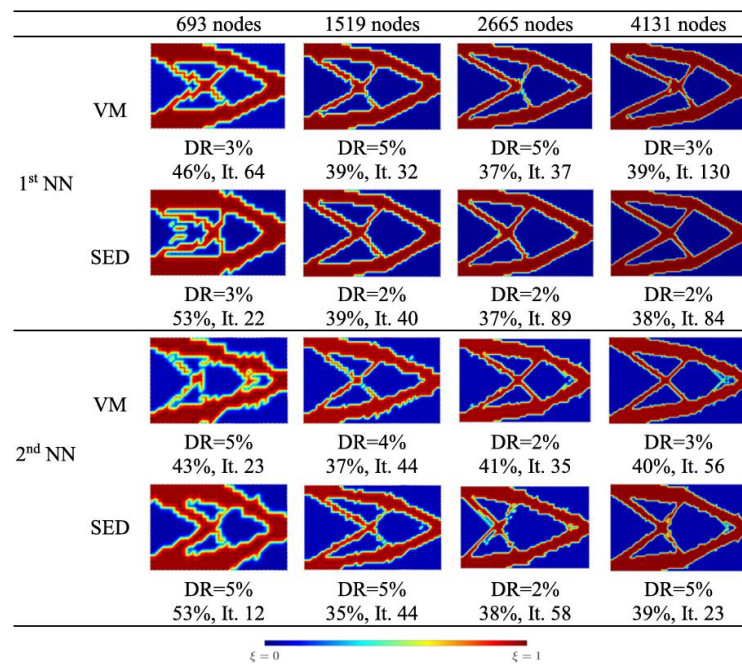 693 nodes 1519 nodes 2665 nodes 4131 nodes
VM
DR=3% DR=5% DR=5% DR=3%
46%, It. 64 39%, It. 32 37%, It. 37 39%, It. 130
1st NN
SED
DR=3% DR=2% DR=2% DR=2%
53%, It. 22 39%, It. 40 37%, It. 89 38%, It. 84
VM
DR=5% DR=4% DR=2% DR=3%
43%, It. 23 37%, It. 44 41%, It. 35 40%, It. 56
2nd NN
SED
DR=5% DR=5% DR=2% DR=5%
53%, It. 12 35%, It. 44 38%, It. 58 39%, It. 23
ξ = 0 ξ = 1